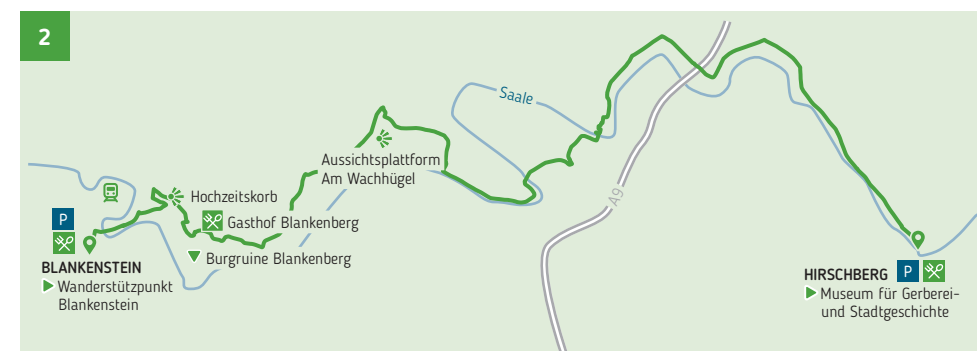 2
Saale
A9
Aussichtsplattform
Am Wachhügel
Hochzeitskorb
Gasthof Blankenberg
Burgruine Blankenberg
P
BLANKENSTEIN
Wanderstützpunkt
Blankenstein
HIRSCHBERG P
Museum für Gerberei-
und Stadtgeschichte